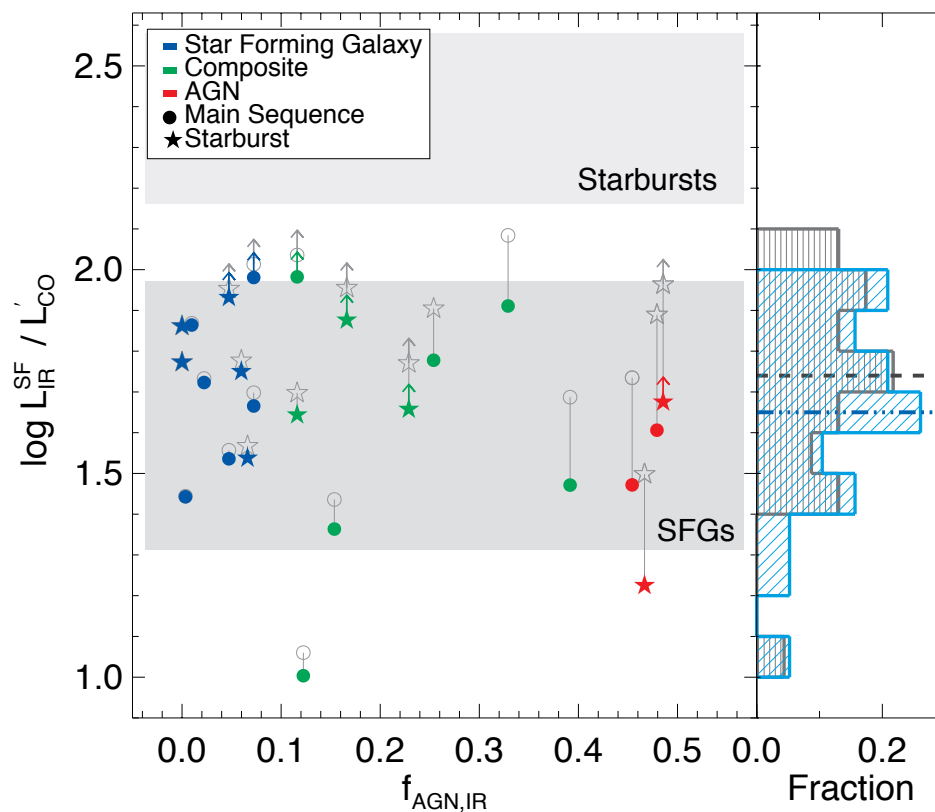 Star Forming Galaxy
Composite
AGN
Main Sequence
Starburst
Starbursts
SFGs
2.5
2.0
1.5
1.0
log L_IR^SF / L'_CO
0.0 0.1 0.2 0.3 0.4 0.5 0.0 0.2
f_AGN,IR
Fraction